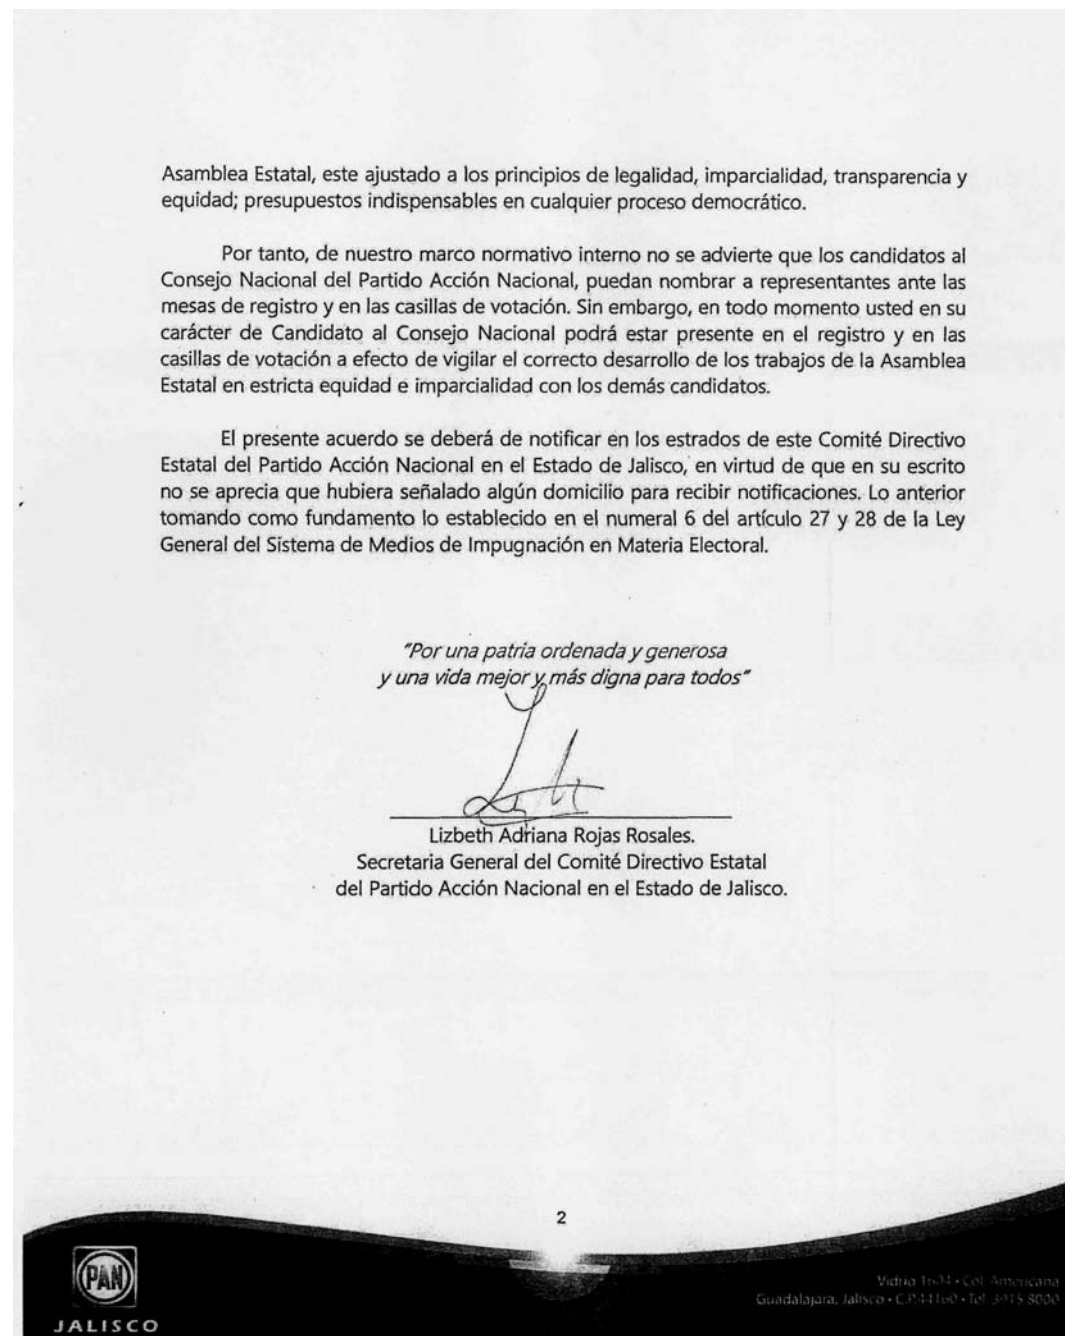 Asamblea Estatal, este ajustado a los principios de legalidad, imparcialidad, transparencia y
equidad; presupuestos indispensables en cualquier proceso democrático.
Por tanto, de nuestro marco normativo interno no se advierte que los candidatos al
Consejo Nacional del Partido Acción Nacional, puedan nombrar a representantes ante las
mesas de registro y en las casillas de votación. Sin embargo, en todo momento usted en su
carácter de Candidato al Consejo Nacional podrá estar presente en el registro y en las
casillas de votación a efecto de vigilar el correcto desarrollo de los trabajos de la Asamblea
Estatal en estricta equidad e imparcialidad con los demás candidatos.
El presente acuerdo se deberá de notificar en los estrados de este Comité Directivo
Estatal del Partido Acción Nacional en el Estado de Jalisco, en virtud de que en su escrito
no se aprecia que hubiera señalado algún domicilio para recibir notificaciones. Lo anterior
tomando como fundamento lo establecido en el numeral 6 del artículo 27 y 28 de la Ley
General del Sistema de Medios de Impugnación en Materia Electoral.
"Por una patria ordenada y generosa
y una vida mejor y más digna para todos"
Lizbeth Adriana Rojas Rosales.
Secretaria General del Comité Directivo Estatal
del Partido Acción Nacional en el Estado de Jalisco.
2
PAN
JALISCO
Vidrio 1604 • Col. Americana
Guadalajara, Jalisco • C.P. 44160 • Tel. 3915 8000